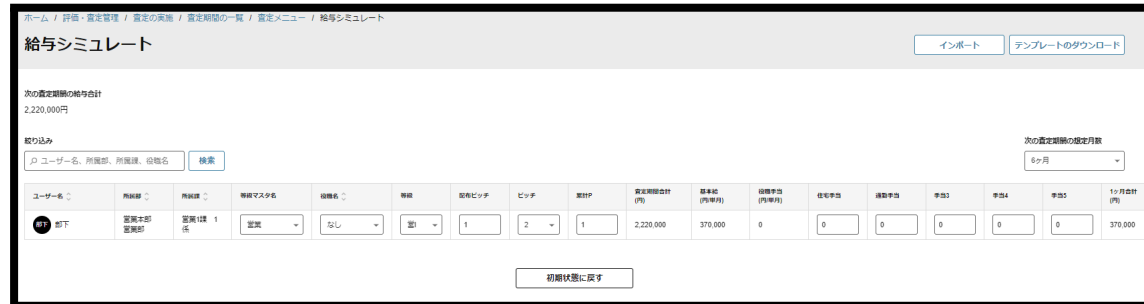 ホーム / 評価・査定管理 / 査定の実施 / 査定期間の一覧 / 査定メニュー / 給与シミュレート
給与シミュレート
インポート
テンプレートのダウンロード
次の査定期間の給与合計
2,220,000円
絞り込み
ユーザー名、所属部、所属課、役職名
検索
次の査定期間の想定月数
6ヶ月
ユーザー名 所属部 所属課 等級マスタ名 役職名 等級 配布ピッチ ピッチ 累計P 査定期間合計(円) 基本給(円/単月) 役職手当(円/単月) 住宅手当 通勤手当 手当3 手当4 手当5 1ヶ月合計(円)
部下 部下 営業本部 営業部 営業1課 1係 営業 なし 営1 1 2 1 2,220,000 370,000 0 0 0 0 0 0 370,000
初期状態に戻す